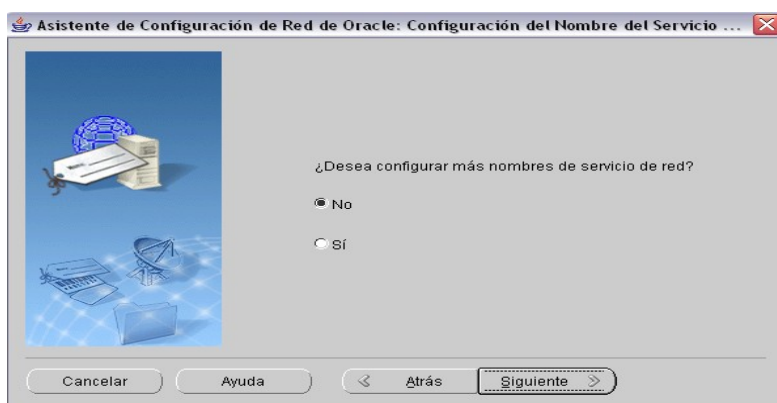 Asistente de Configuración de Red de Oracle: Configuración del Nombre del Servicio ...
¿Desea configurar más nombres de servicio de red?
No
Sí
Cancelar
Ayuda
Atrás
Siguiente